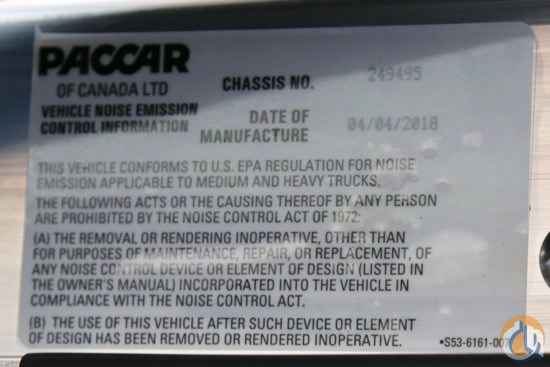 PACCAR
OF CANADA LTD
VEHICLE NOISE EMISSION
CONTROL INFORMATION
CHASSIS NO. 249495
DATE OF
MANUFACTURE 04/04/2018
THIS VEHICLE CONFORMS TO U.S. EPA REGULATION FOR NOISE
EMISSION APPLICABLE TO MEDIUM AND HEAVY TRUCKS.
THE FOLLOWING ACTS OR THE CAUSING THEREOF BY ANY PERSON
ARE PROHIBITED BY THE NOISE CONTROL ACT OF 1972:
(A) THE REMOVAL OR RENDERING INOPERATIVE, OTHER THAN
FOR PURPOSES OF MAINTENANCE, REPAIR, OR REPLACEMENT, OF
ANY NOISE CONTROL DEVICE OR ELEMENT OF DESIGN (LISTED IN
THE OWNER'S MANUAL) INCORPORATED INTO THE VEHICLE IN
COMPLIANCE WITH THE NOISE CONTROL ACT.
(B) THE USE OF THIS VEHICLE AFTER SUCH DEVICE OR ELEMENT
OF DESIGN HAS BEEN REMOVED OR RENDERED INOPERATIVE.
*S53-6161-007